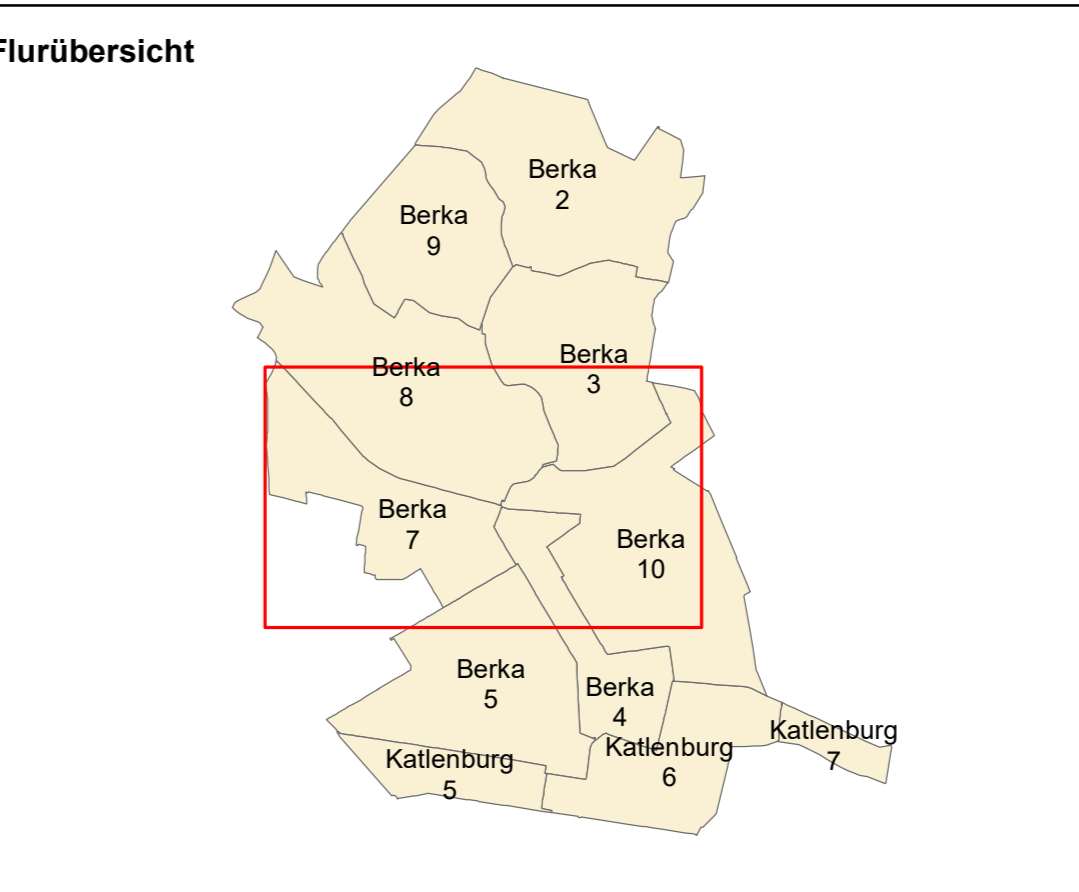 Flurübersicht
Berka
2
Berka
9
Berka
3
Berka
8
Berka
7
Berka
10
Berka
5
Berka
4
Katlenburg
7
Katlenburg
6
Katlenburg
5